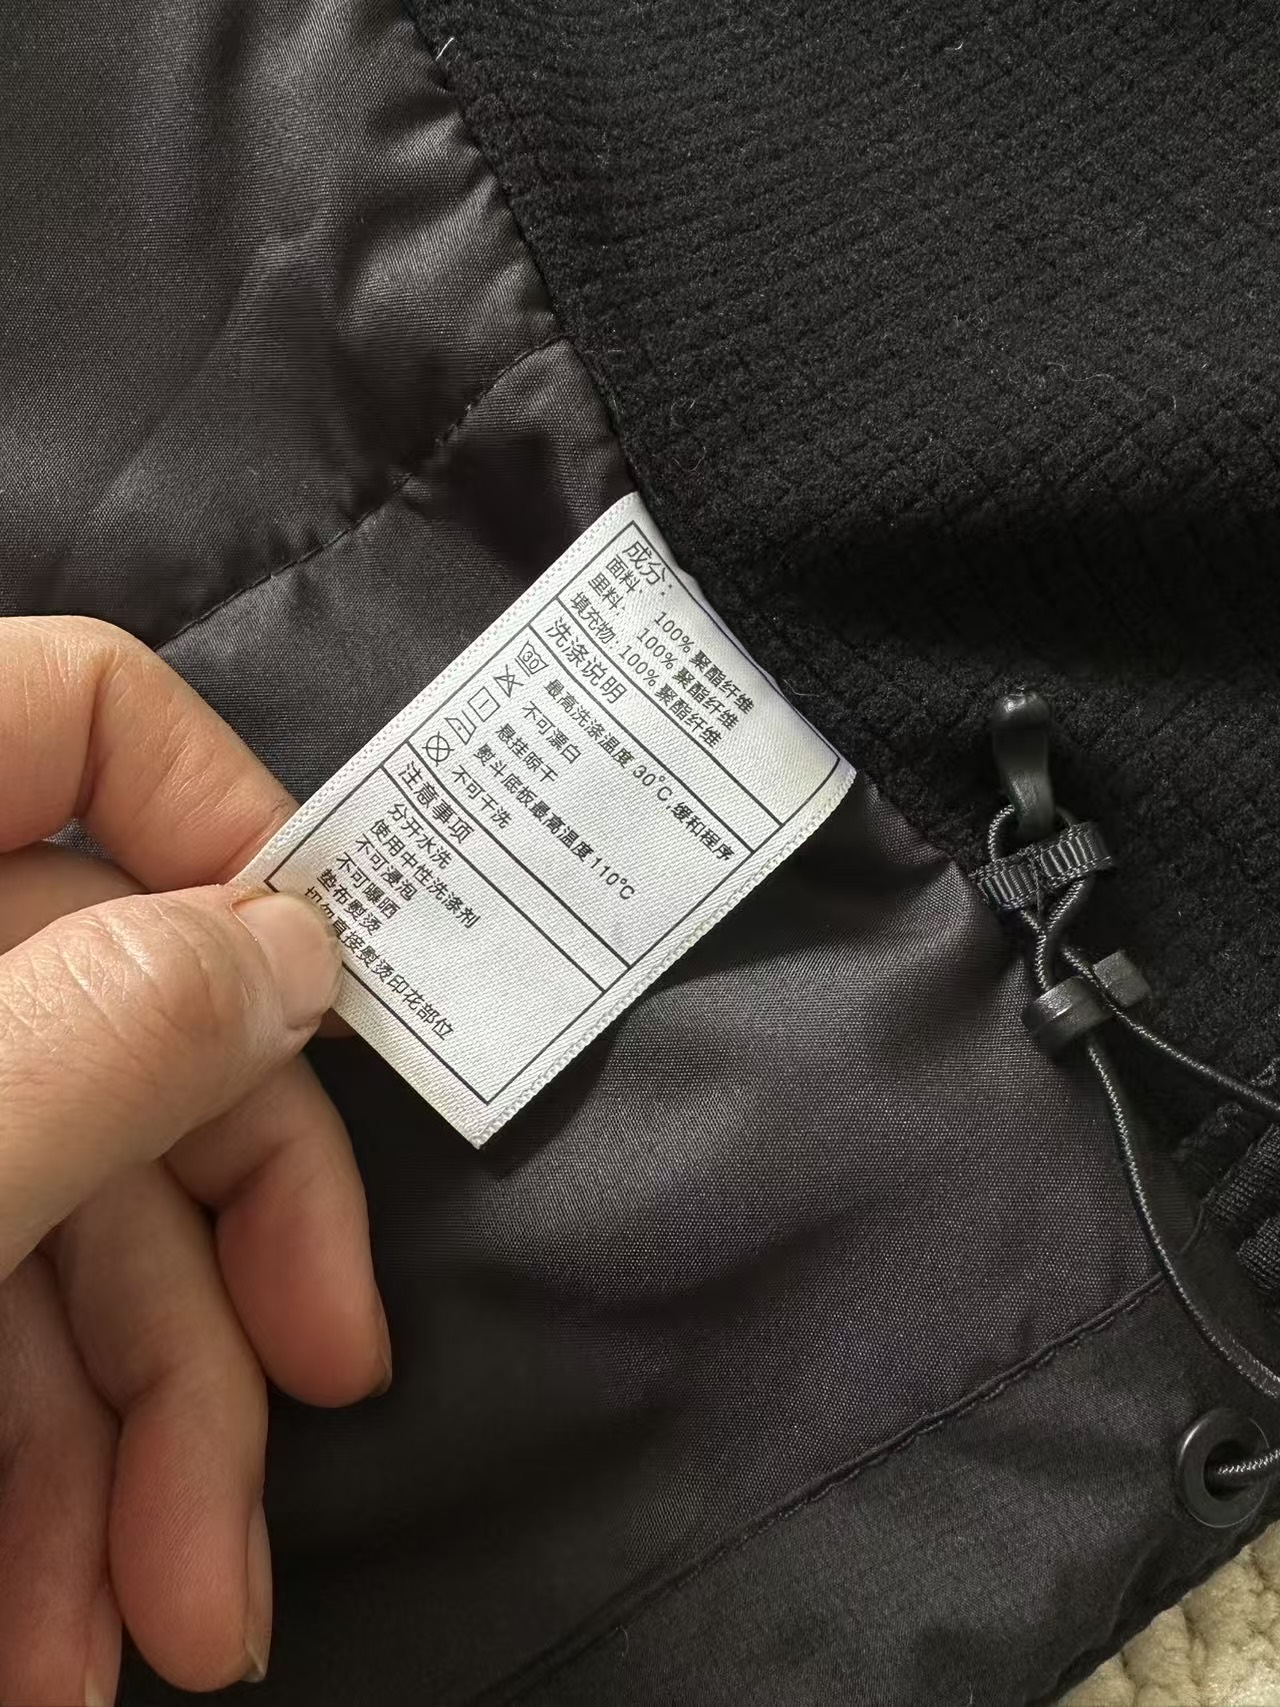 成分：
面料： 100% 聚酯纤维
里料： 100% 聚酯纤维
填充物：100% 聚酯纤维
洗涤说明
30 最高洗涤温度 30℃,缓和程序
不可漂白
悬挂晾干
熨斗底板最高温度110℃
不可干洗
注意事项
分开水洗
使用中性洗涤剂
不可浸泡
不可曝晒
垫布熨烫
切勿直接熨烫印花部位